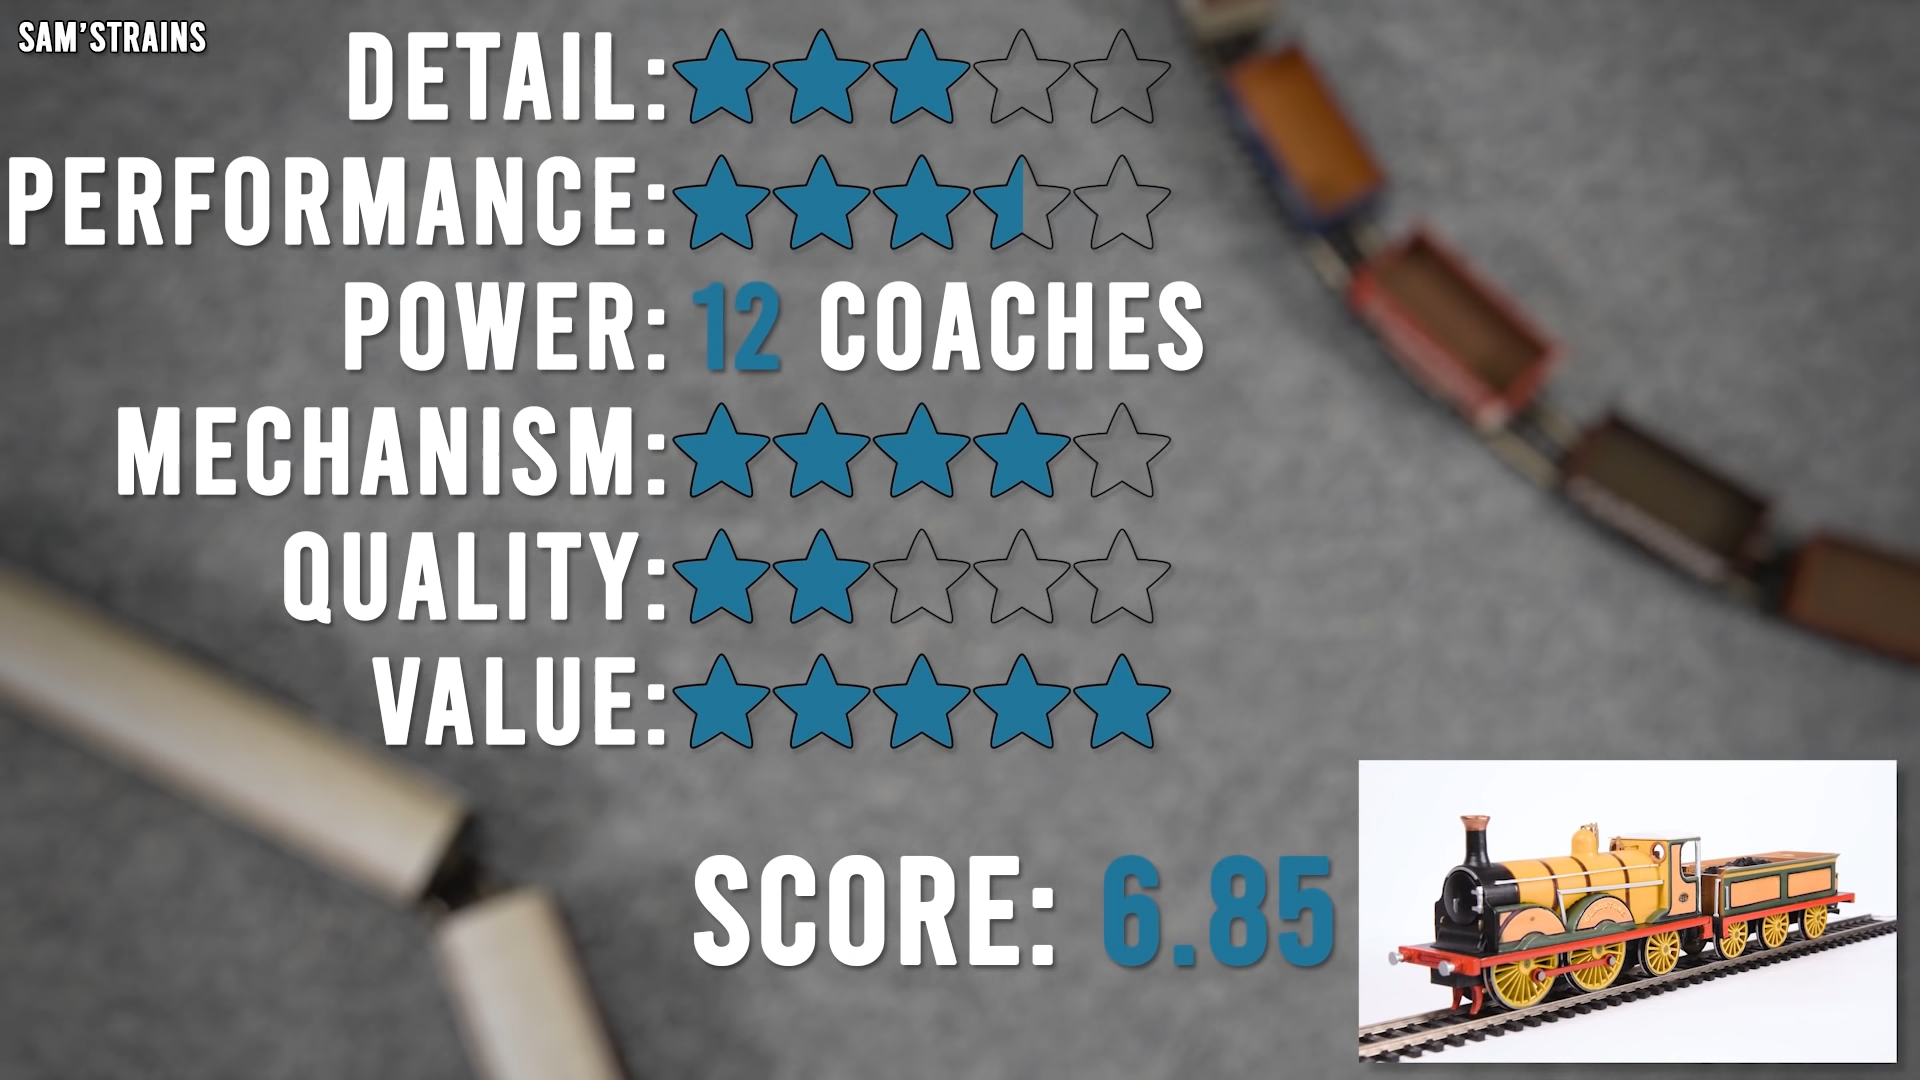 SAM'STRAINS
DETAIL:
PERFORMANCE:
POWER: 12 COACHES
MECHANISM:
QUALITY:
VALUE:
SCORE: 6.85